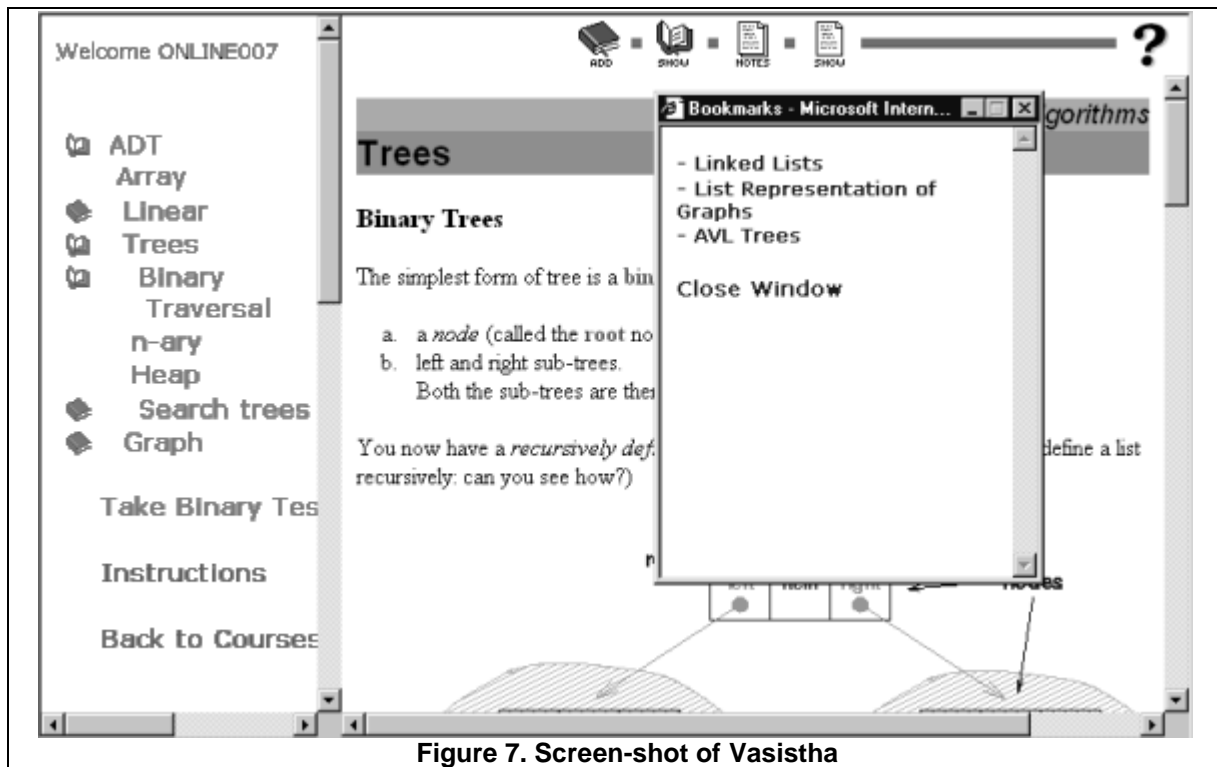 Welcome ONLINE007
ADT
Array
Linear
Trees
Binary
Traversal
n-ary
Heap
Search trees
Graph
Take Binary Tes
Instructions
Back to Courses
ADD
SHOW
NOTES
SHOW
?
gorithms
Trees
Binary Trees
The simplest form of tree is a bin
a. a node (called the root no
b. left and right sub-trees.
Both the sub-trees are the
You now have a recursively def define a list
recursively: can you see how?)
Bookmarks - Microsoft Intern...
- Linked Lists
- List Representation of
Graphs
- AVL Trees
Close Window
left item right
nodes
Figure 7. Screen-shot of Vasistha